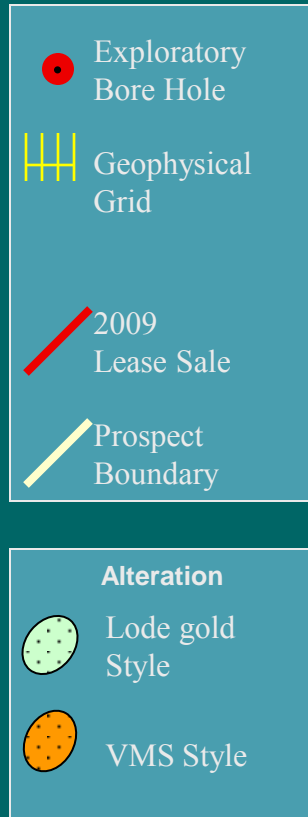 Exploratory
Bore Hole
Geophysical
Grid
2009
Lease Sale
Prospect
Boundary
Alteration
Lode gold
Style
VMS Style